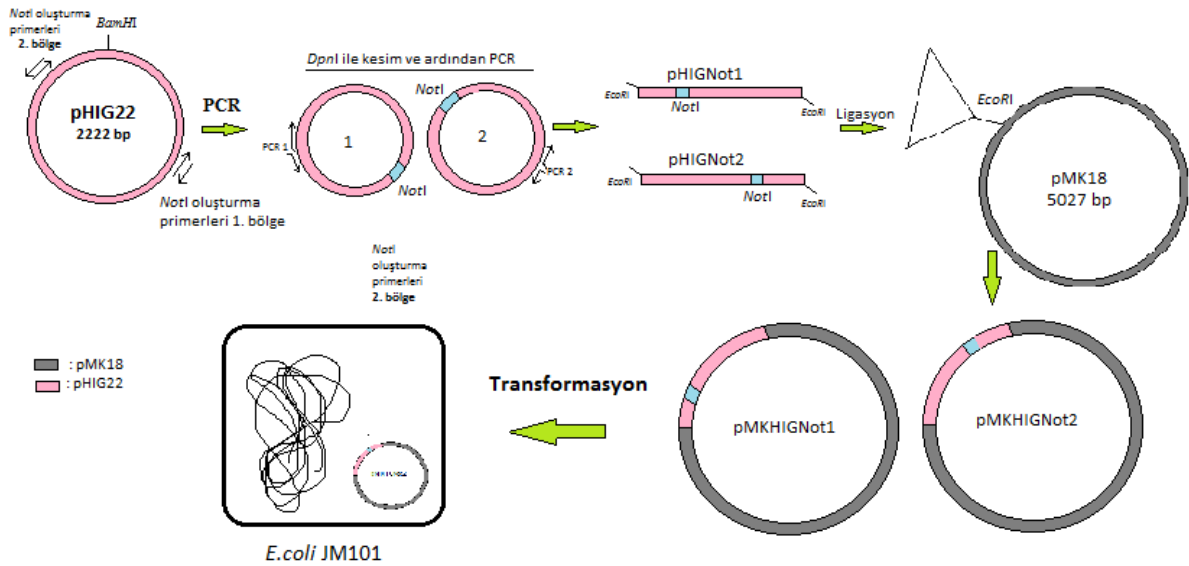 NotI oluşturma
primerleri
2. bölge
BamHI
pHIG22
2222 bp
PCR
NotI oluşturma
primerleri 1. bölge
DpnI ile kesim ve ardından PCR
PCR 1
1
NotI
NotI
2
PCR 2
pHIGNot1
EcoRI
NotI
EcoRI
pHIGNot2
EcoRI
NotI
EcoRI
Ligasyon
EcoRI
pMK18
5027 bp
NotI
oluşturma
primerleri
2. bölge
: pMK18
: pHIG22
Transformasyon
pMKHIGNot1
pMKHIGNot2
E.coli JM101